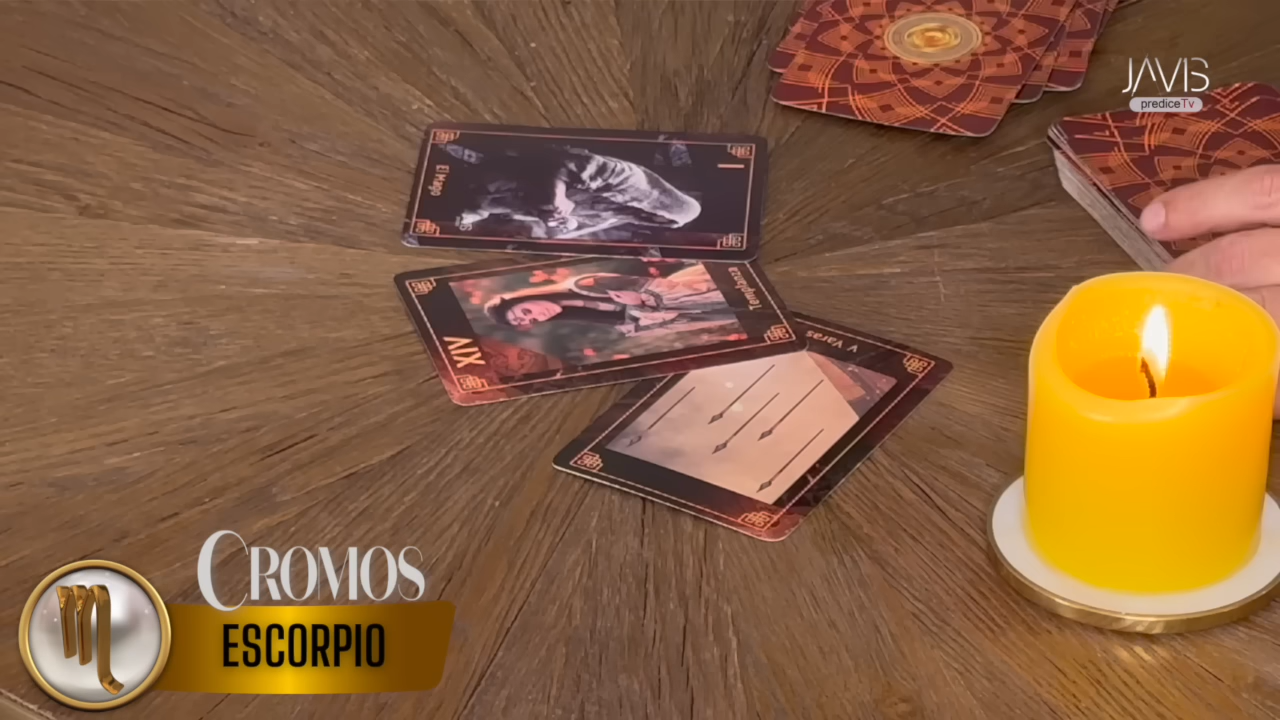 JAVIS
predice Tv
I
El Mago
Templanza
XIV
V Varas
CROMOS
ESCORPIO